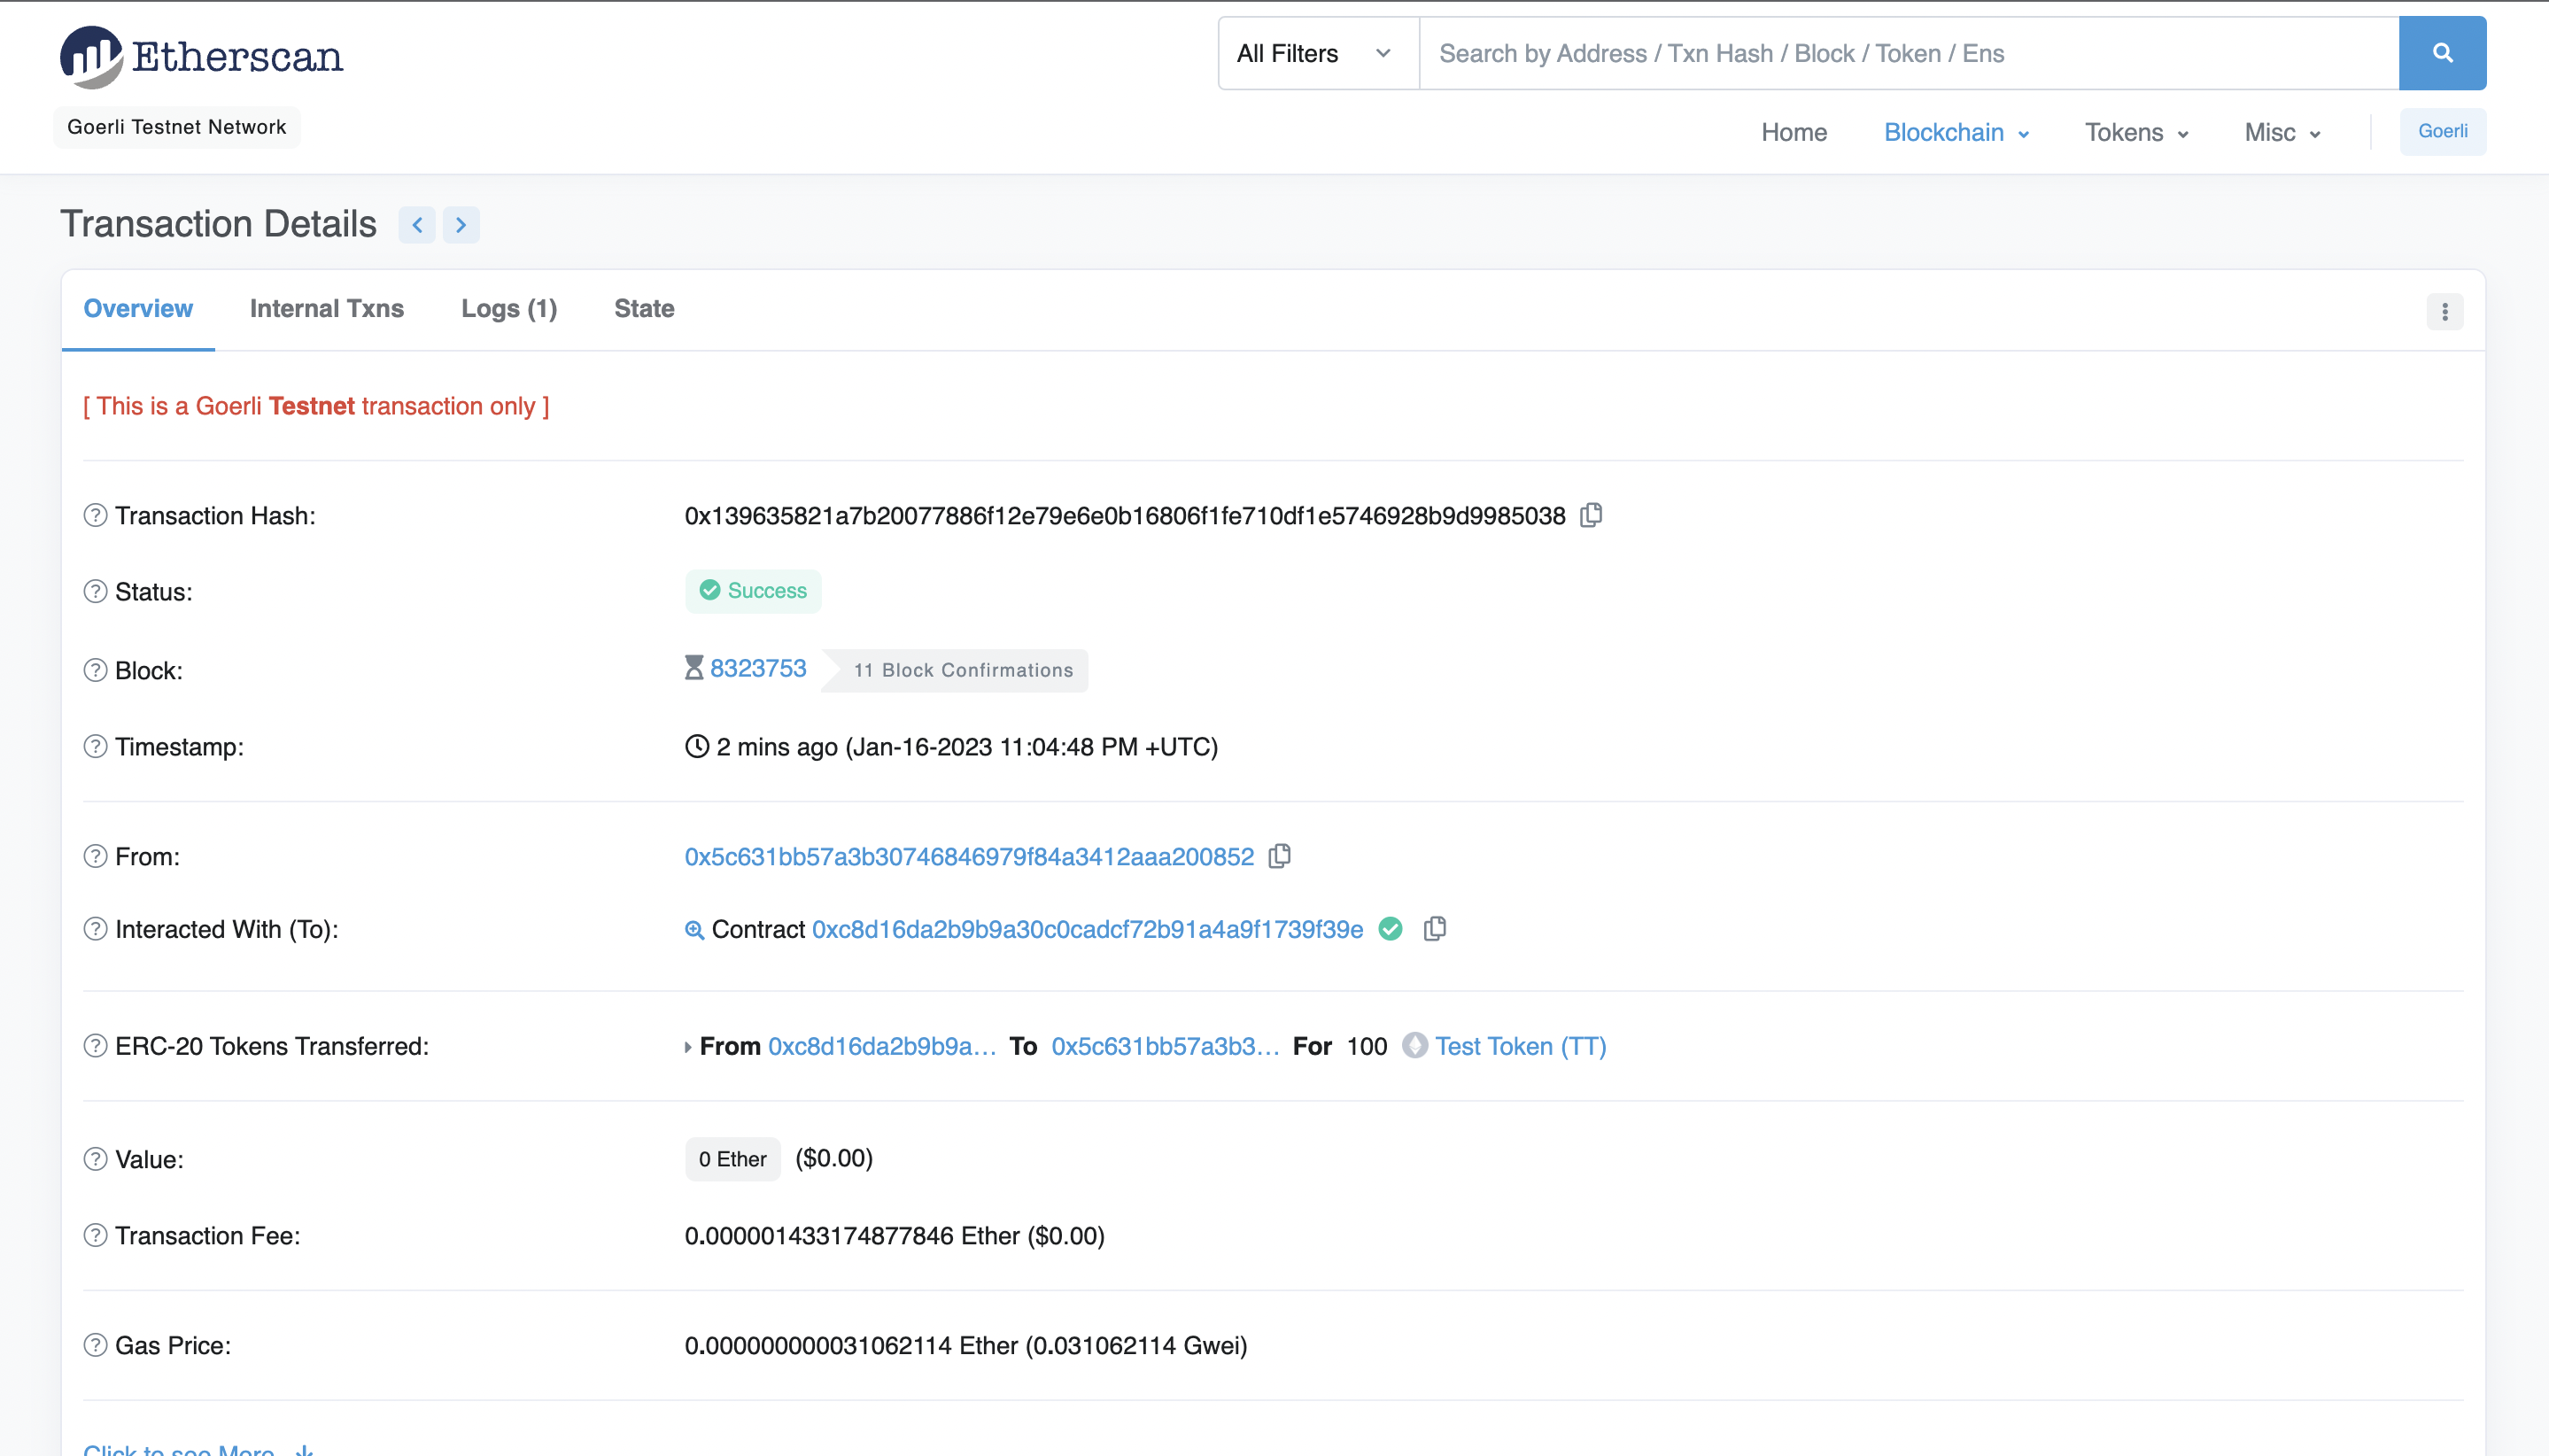 Etherscan
All Filters
Search by Address / Txn Hash / Block / Token / Ens
Goerli Testnet Network
Home Blockchain Tokens Misc Goerli
Transaction Details
Overview Internal Txns Logs (1) State
[ This is a Goerli Testnet transaction only ]
Transaction Hash: 0x139635821a7b20077886f12e79e6e0b16806f1fe710df1e5746928b9d9985038
Status: Success
Block: 8323753 11 Block Confirmations
Timestamp: 2 mins ago (Jan-16-2023 11:04:48 PM +UTC)
From: 0x5c631bb57a3b30746846979f84a3412aaa200852
Interacted With (To): Contract 0xc8d16da2b9b9a30c0cadcf72b91a4a9f1739f39e
ERC-20 Tokens Transferred: From 0xc8d16da2b9b9a... To 0x5c631bb57a3b3... For 100 Test Token (TT)
Value: 0 Ether ($0.00)
Transaction Fee: 0.000001433174877846 Ether ($0.00)
Gas Price: 0.000000000031062114 Ether (0.031062114 Gwei)
Click to see More